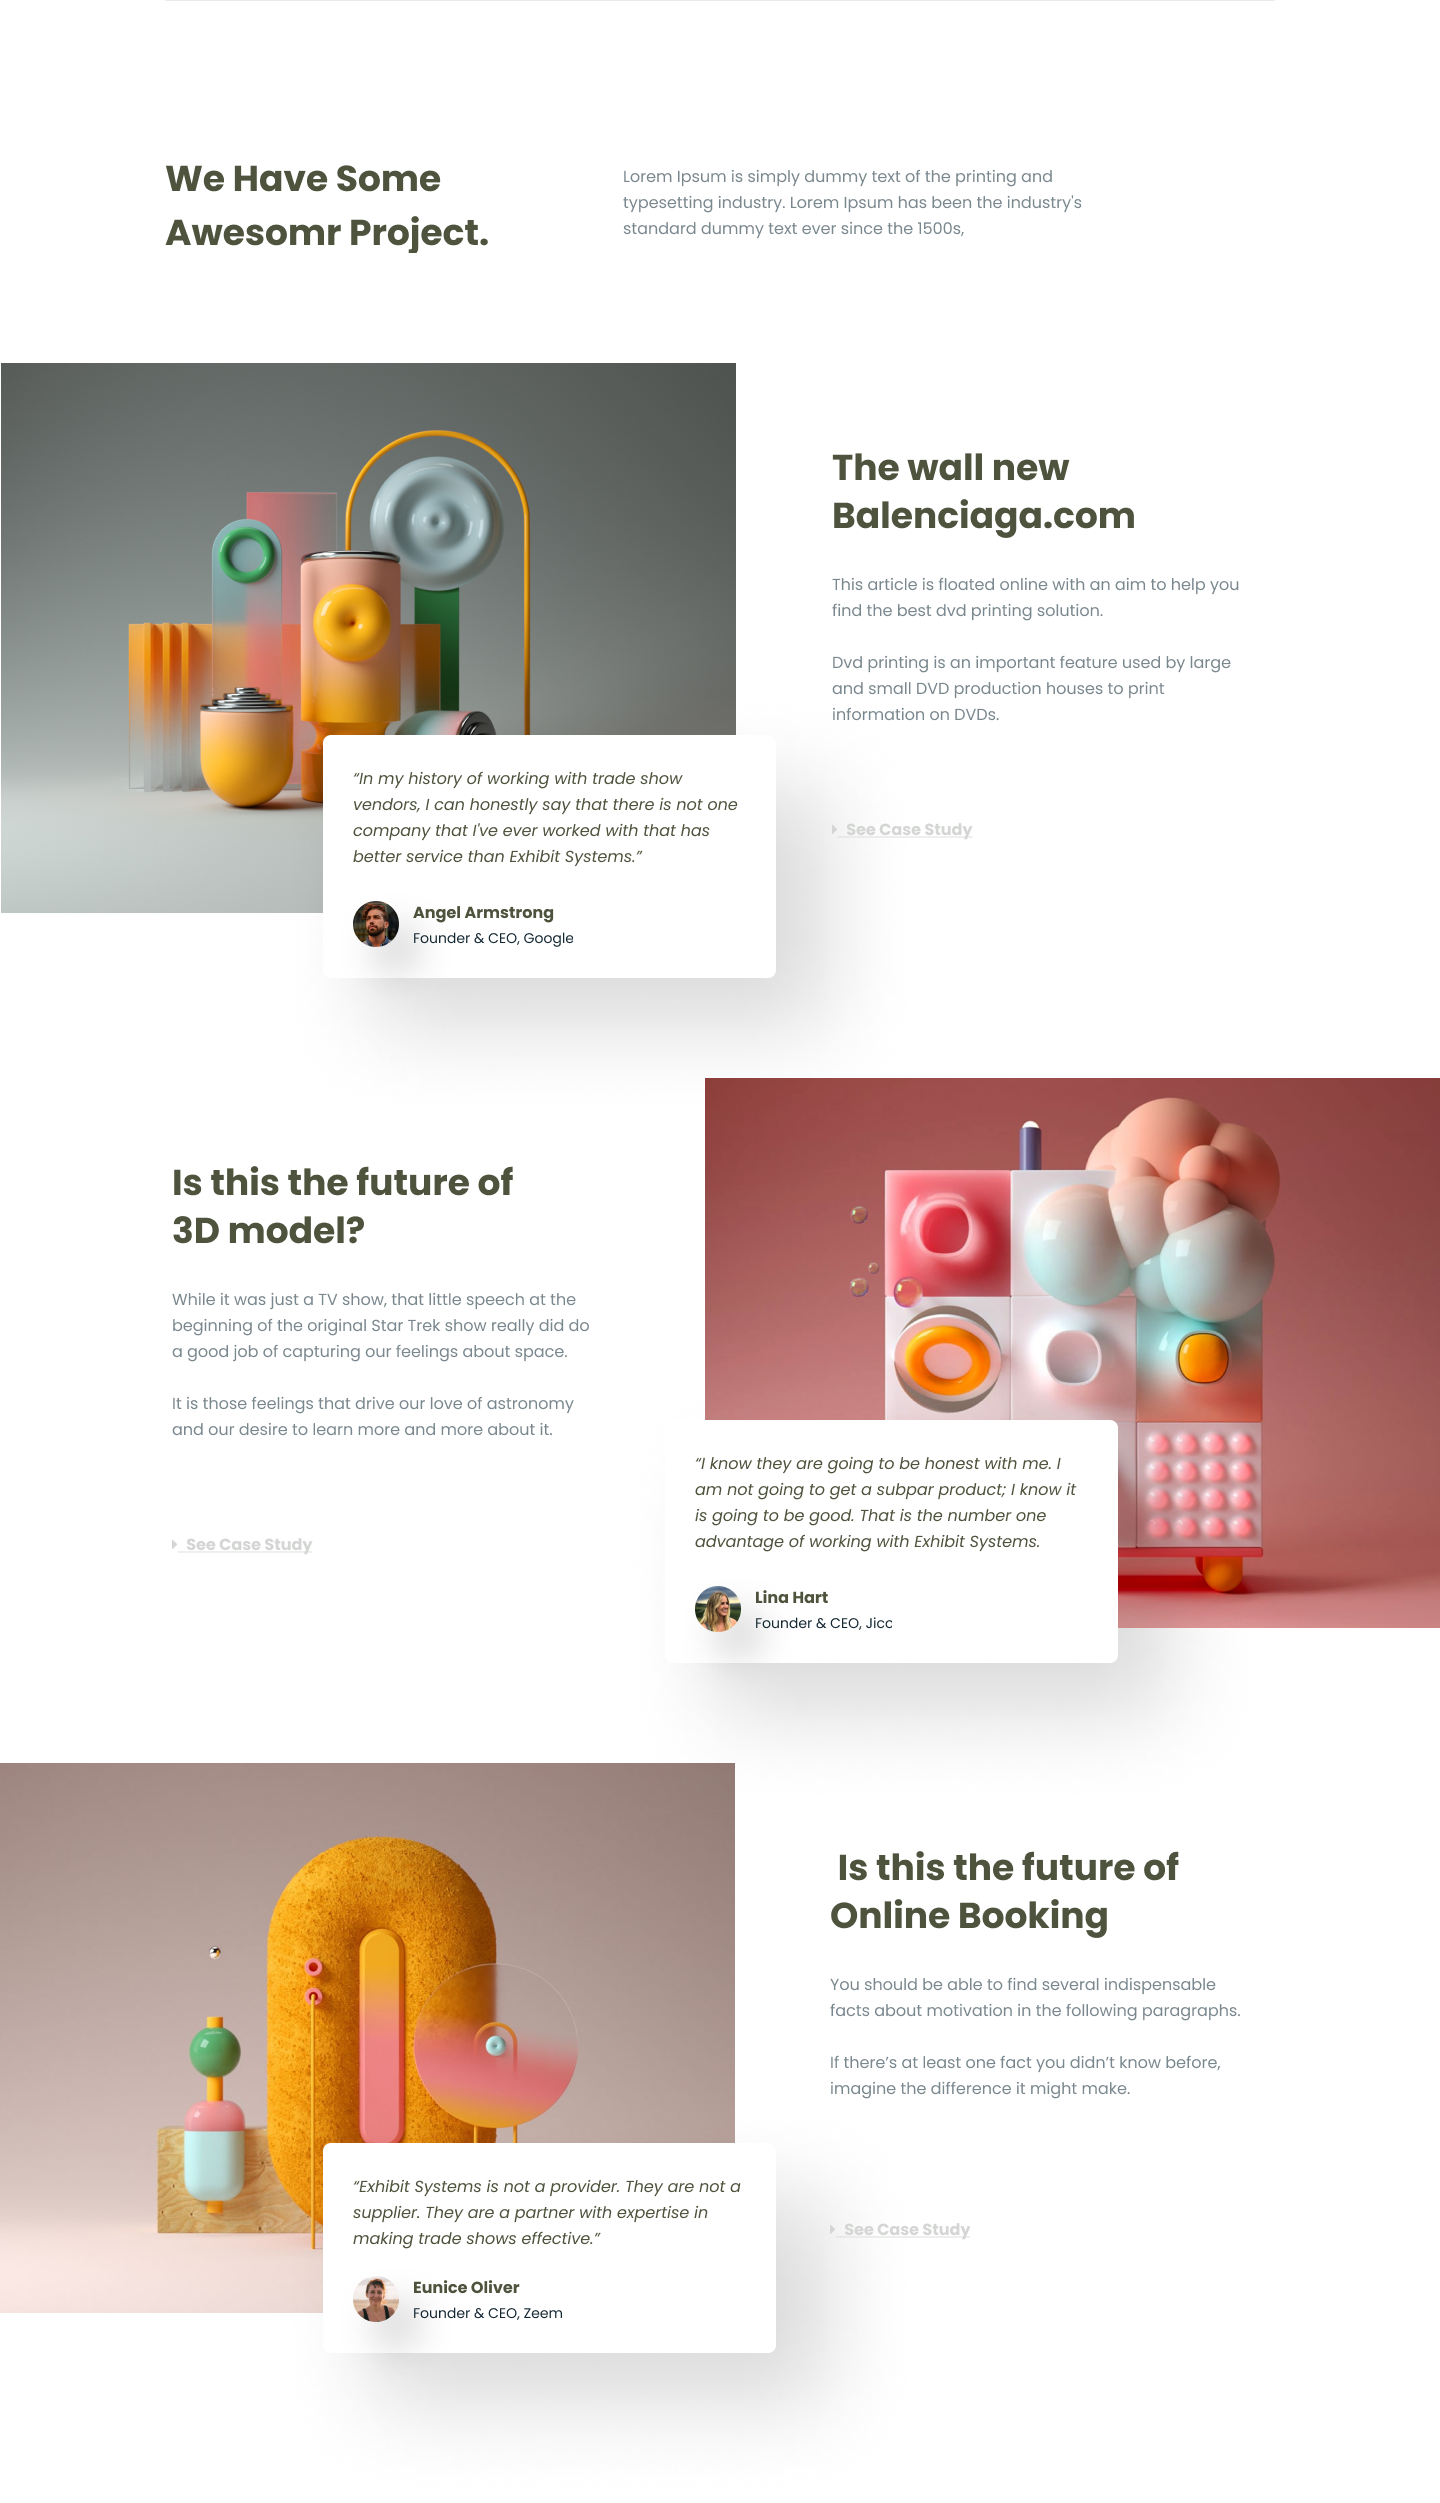 We Have Some
Awesomr Project.
Lorem Ipsum is simply dummy text of the printing and
typesetting industry. Lorem Ipsum has been the industry's
standard dummy text ever since the 1500s,
The wall new
Balenciaga.com
This article is floated online with an aim to help you
find the best dvd printing solution.
Dvd printing is an important feature used by large
and small DVD production houses to print
information on DVDs.
See Case Study
“In my history of working with trade show
vendors, I can honestly say that there is not one
company that I've ever worked with that has
better service than Exhibit Systems.”
Angel Armstrong
Founder & CEO, Google
Is this the future of
3D model?
While it was just a TV show, that little speech at the
beginning of the original Star Trek show really did do
a good job of capturing our feelings about space.
It is those feelings that drive our love of astronomy
and our desire to learn more and more about it.
See Case Study
“I know they are going to be honest with me. I
am not going to get a subpar product; I know it
is going to be good. That is the number one
advantage of working with Exhibit Systems.
Lina Hart
Founder & CEO, Jicc
Is this the future of
Online Booking
You should be able to find several indispensable
facts about motivation in the following paragraphs.
If there’s at least one fact you didn’t know before,
imagine the difference it might make.
See Case Study
“Exhibit Systems is not a provider. They are not a
supplier. They are a partner with expertise in
making trade shows effective.”
Eunice Oliver
Founder & CEO, Zeem